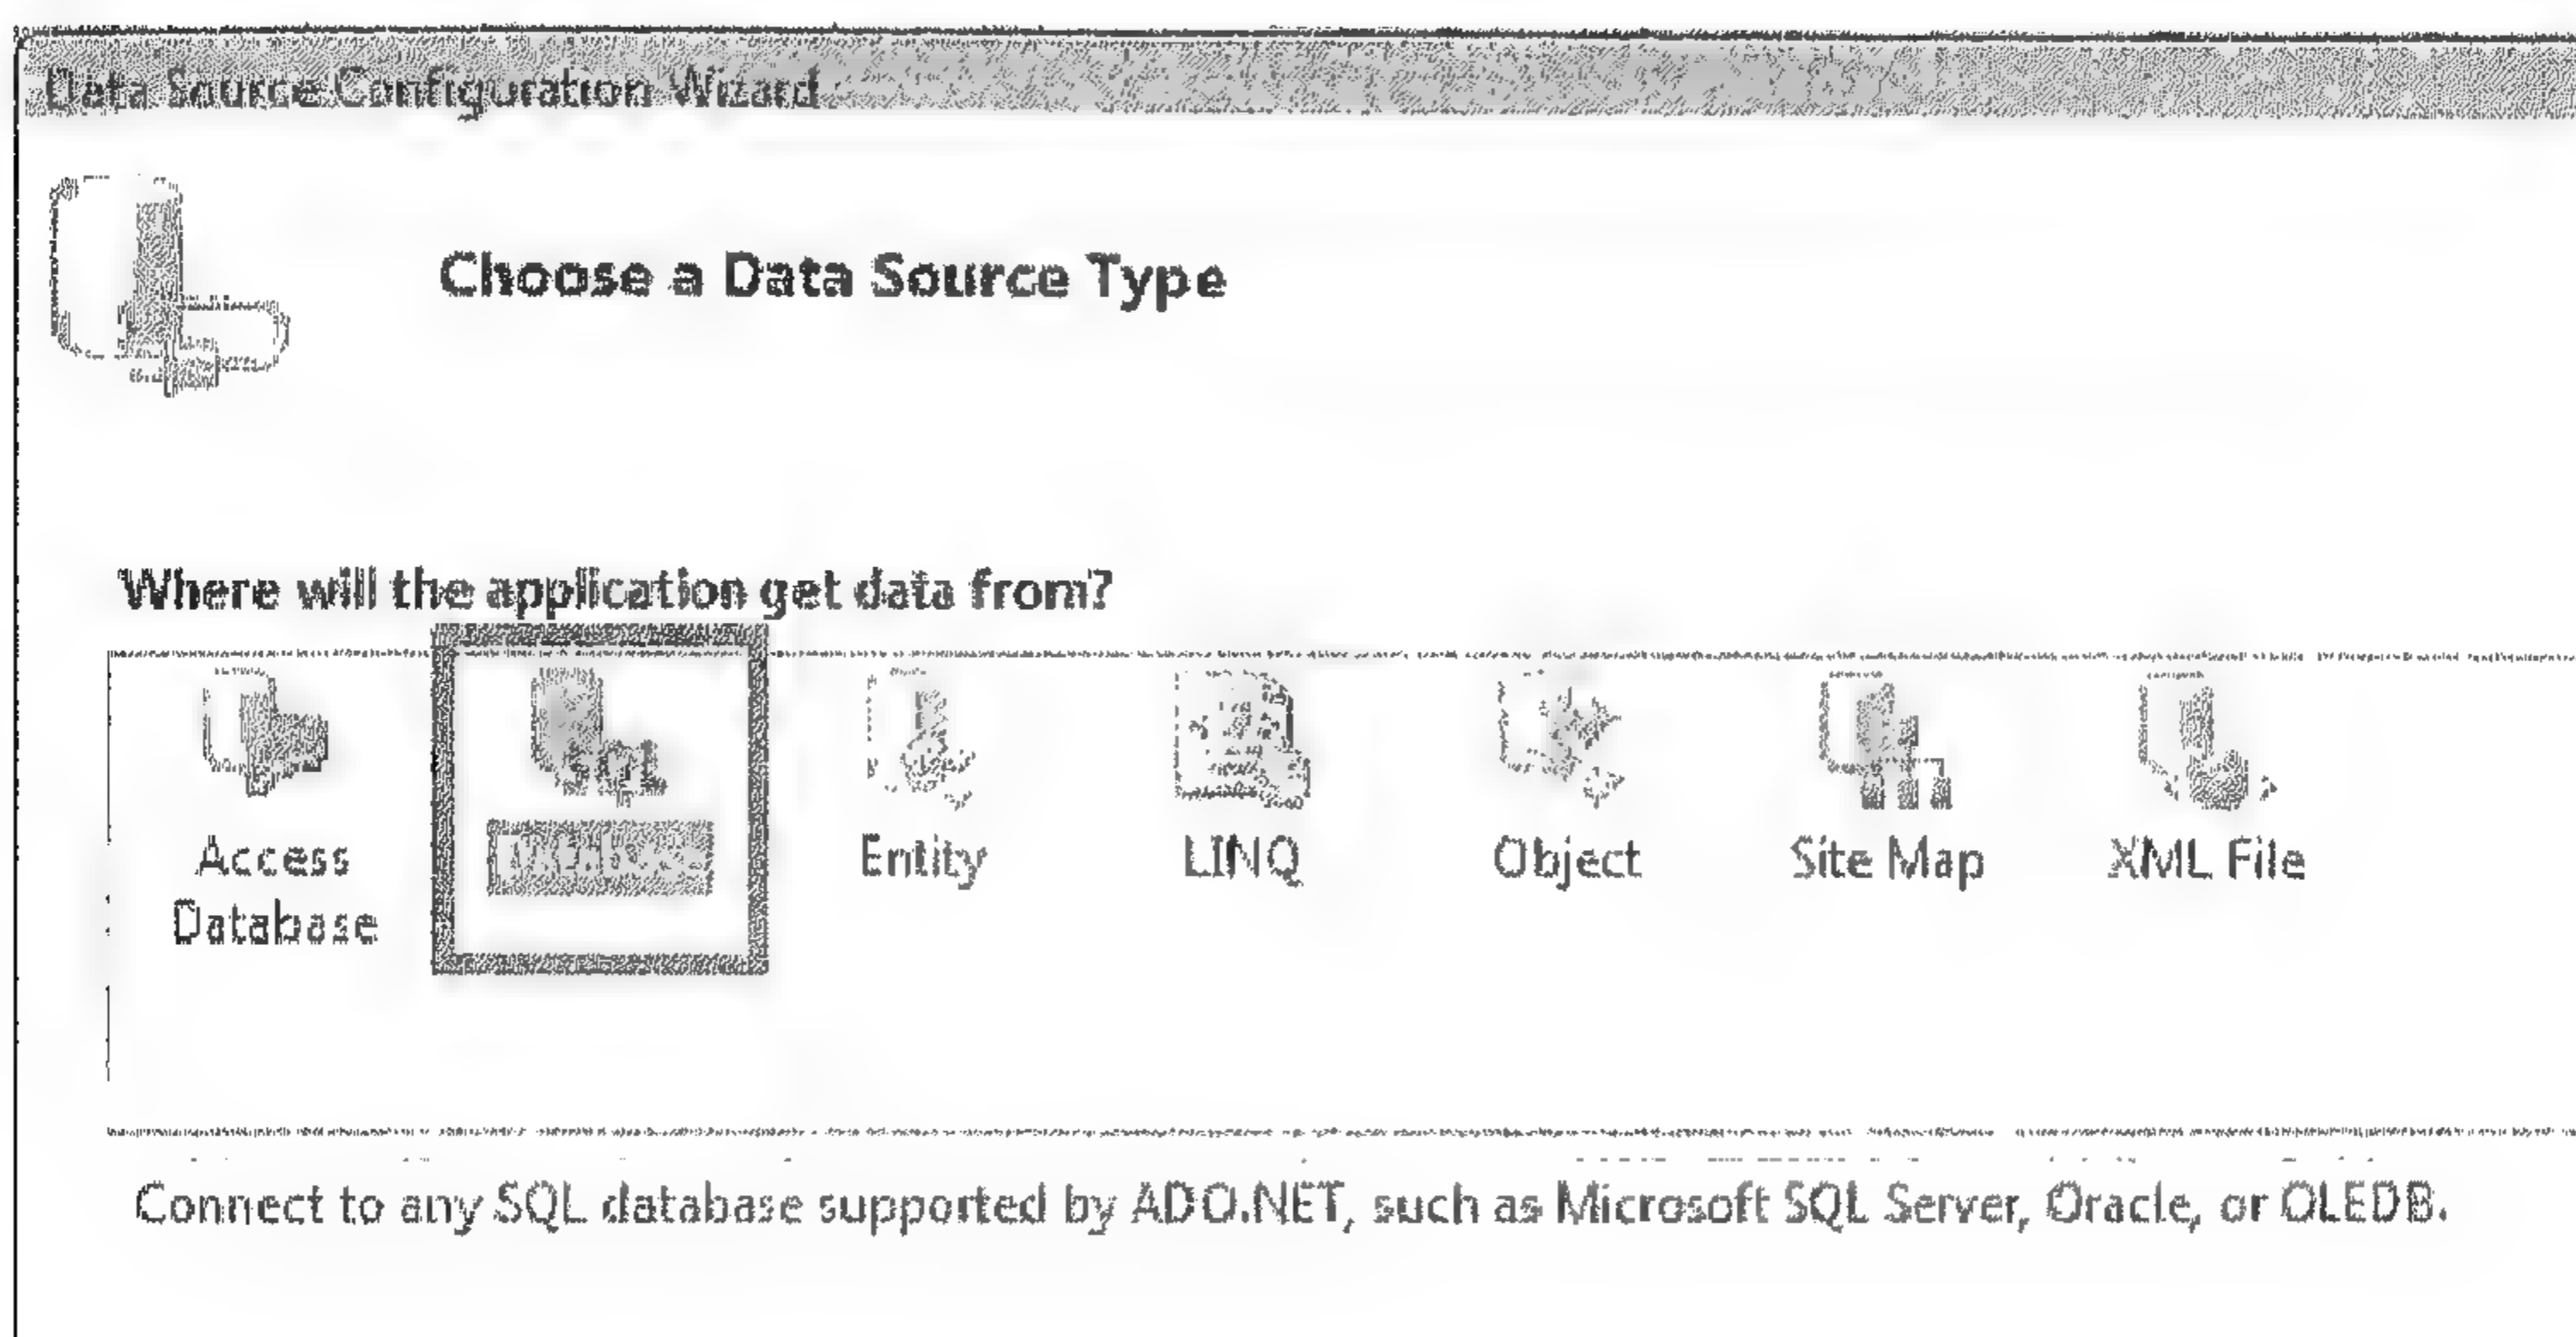 Data Source Configuration Wizard
Choose a Data Source Type
Where will the application get data from?
Access
Database
Database
Entity
LINQ
Object
Site Map
XML File
Connect to any SQL database supported by ADO.NET, such as Microsoft SQL Server, Oracle, or OLEDB.